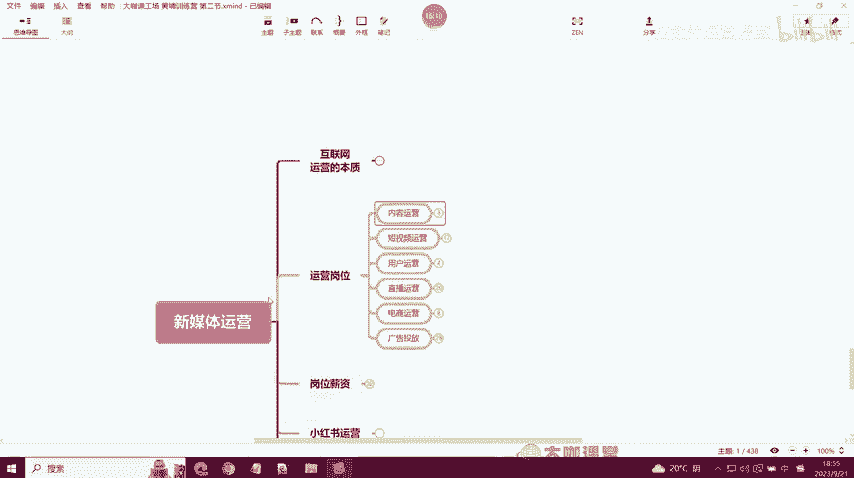 文件 编辑 插入 查看 帮助 大咖课工场 黄埔训练营 第二节.xmind - 已编辑
思维导图 大纲 主题 子主题 联系 概要 外框 笔记 ZEN 分享
bilibili
互联网
运营的本质
内容运营
短视频运营
用户运营
运营岗位
直播运营
电商运营
广告投放
新媒体运营
岗位薪资
小红书运营
主题: 1 / 438 100%
搜索 20°C 阴 中 18:55
2023/9/21